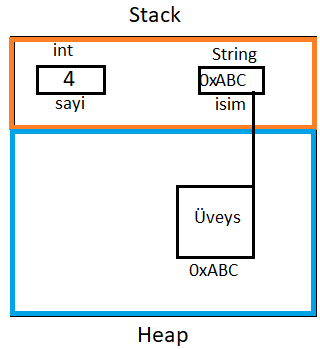 Stack
int
String
4
0xABC
sayi
isim
Üveys
0xABC
Heap